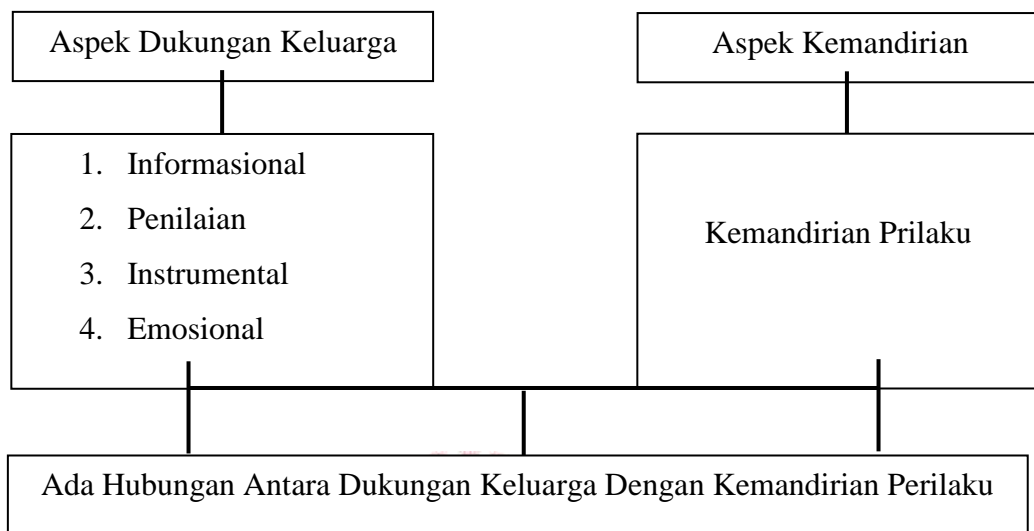 Aspek Dukungan Keluarga
Aspek Kemandirian
1. Informasional
2. Penilaian
3. Instrumental
4. Emosional
Kemandirian Prilaku
Ada Hubungan Antara Dukungan Keluarga Dengan Kemandirian Perilaku